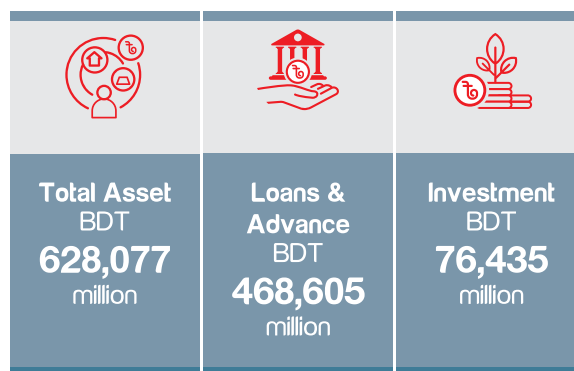 Total Asset
BDT
628,077
million
Loans &
Advance
BDT
468,605
million
Investment
BDT
76,435
million